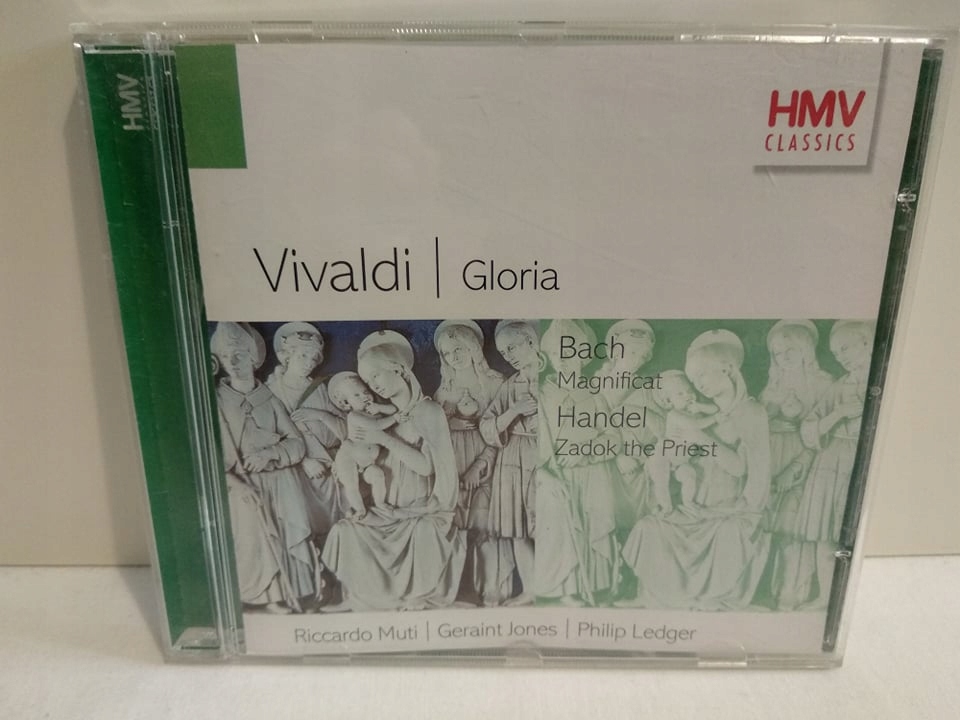 HMV
HMV
CLASSICS
Vivaldi | Gloria
Bach
Magnificat
Handel
Zadok the Priest
Riccardo Muti | Geraint Jones | Philip Ledger